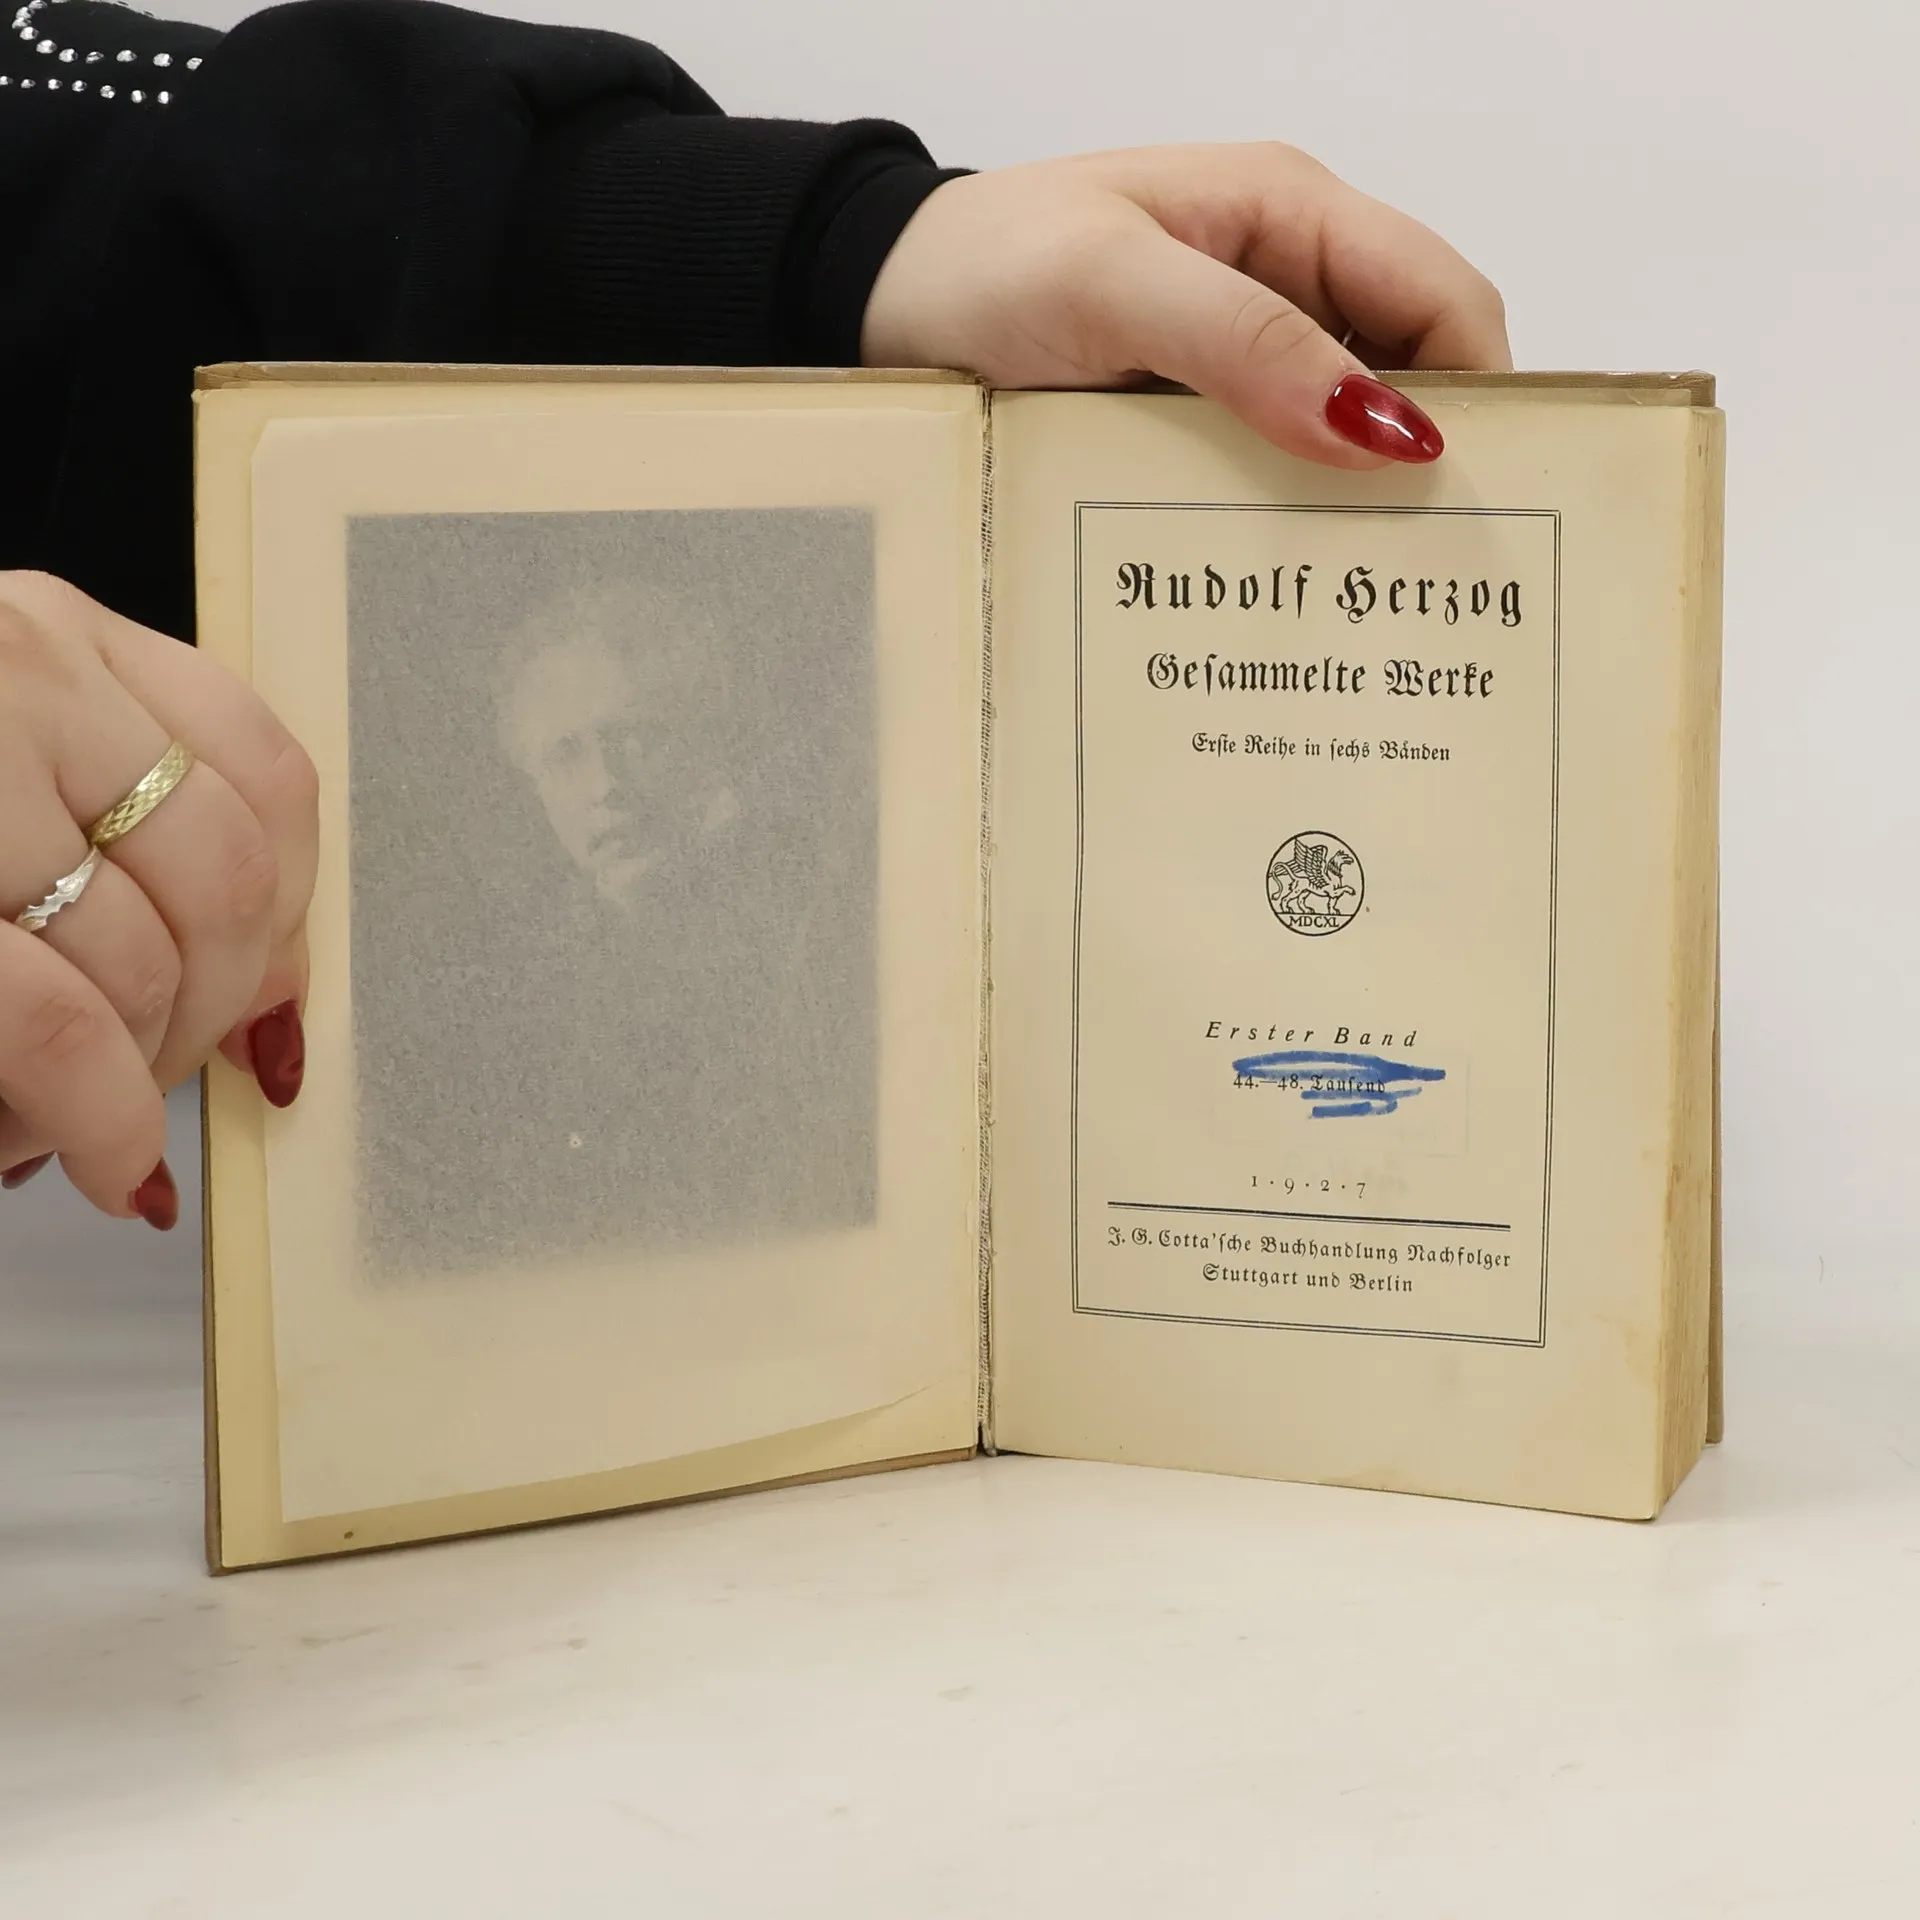 Rudolf Herzog
Gesammelte Werke
Erste Reihe in sechs Bänden
MDCXL
Erster Band
44.—48. Tausend
1 · 9 · 2 · 7
J. G. Cotta'sche Buchhandlung Nachfolger
Stuttgart und Berlin